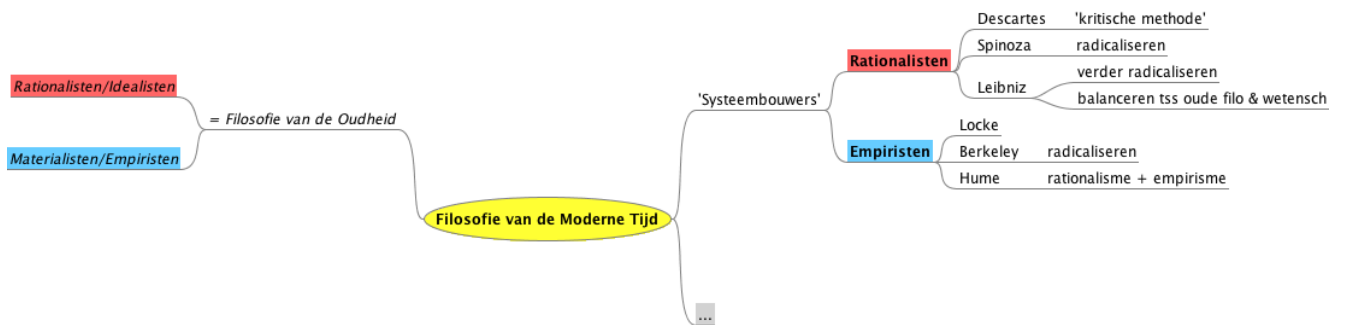 Rationalisten/Idealisten
Materialisten/Empiristen
= Filosofie van de Oudheid
Filosofie van de Moderne Tijd
'Systeembouwers'
Rationalisten
Descartes 'kritische methode'
Spinoza radicaliseren
Leibniz
verder radicaliseren
balanceren tss oude filo & wetensch
Empiristen
Locke
Berkeley radicaliseren
Hume rationalisme + empirisme
...